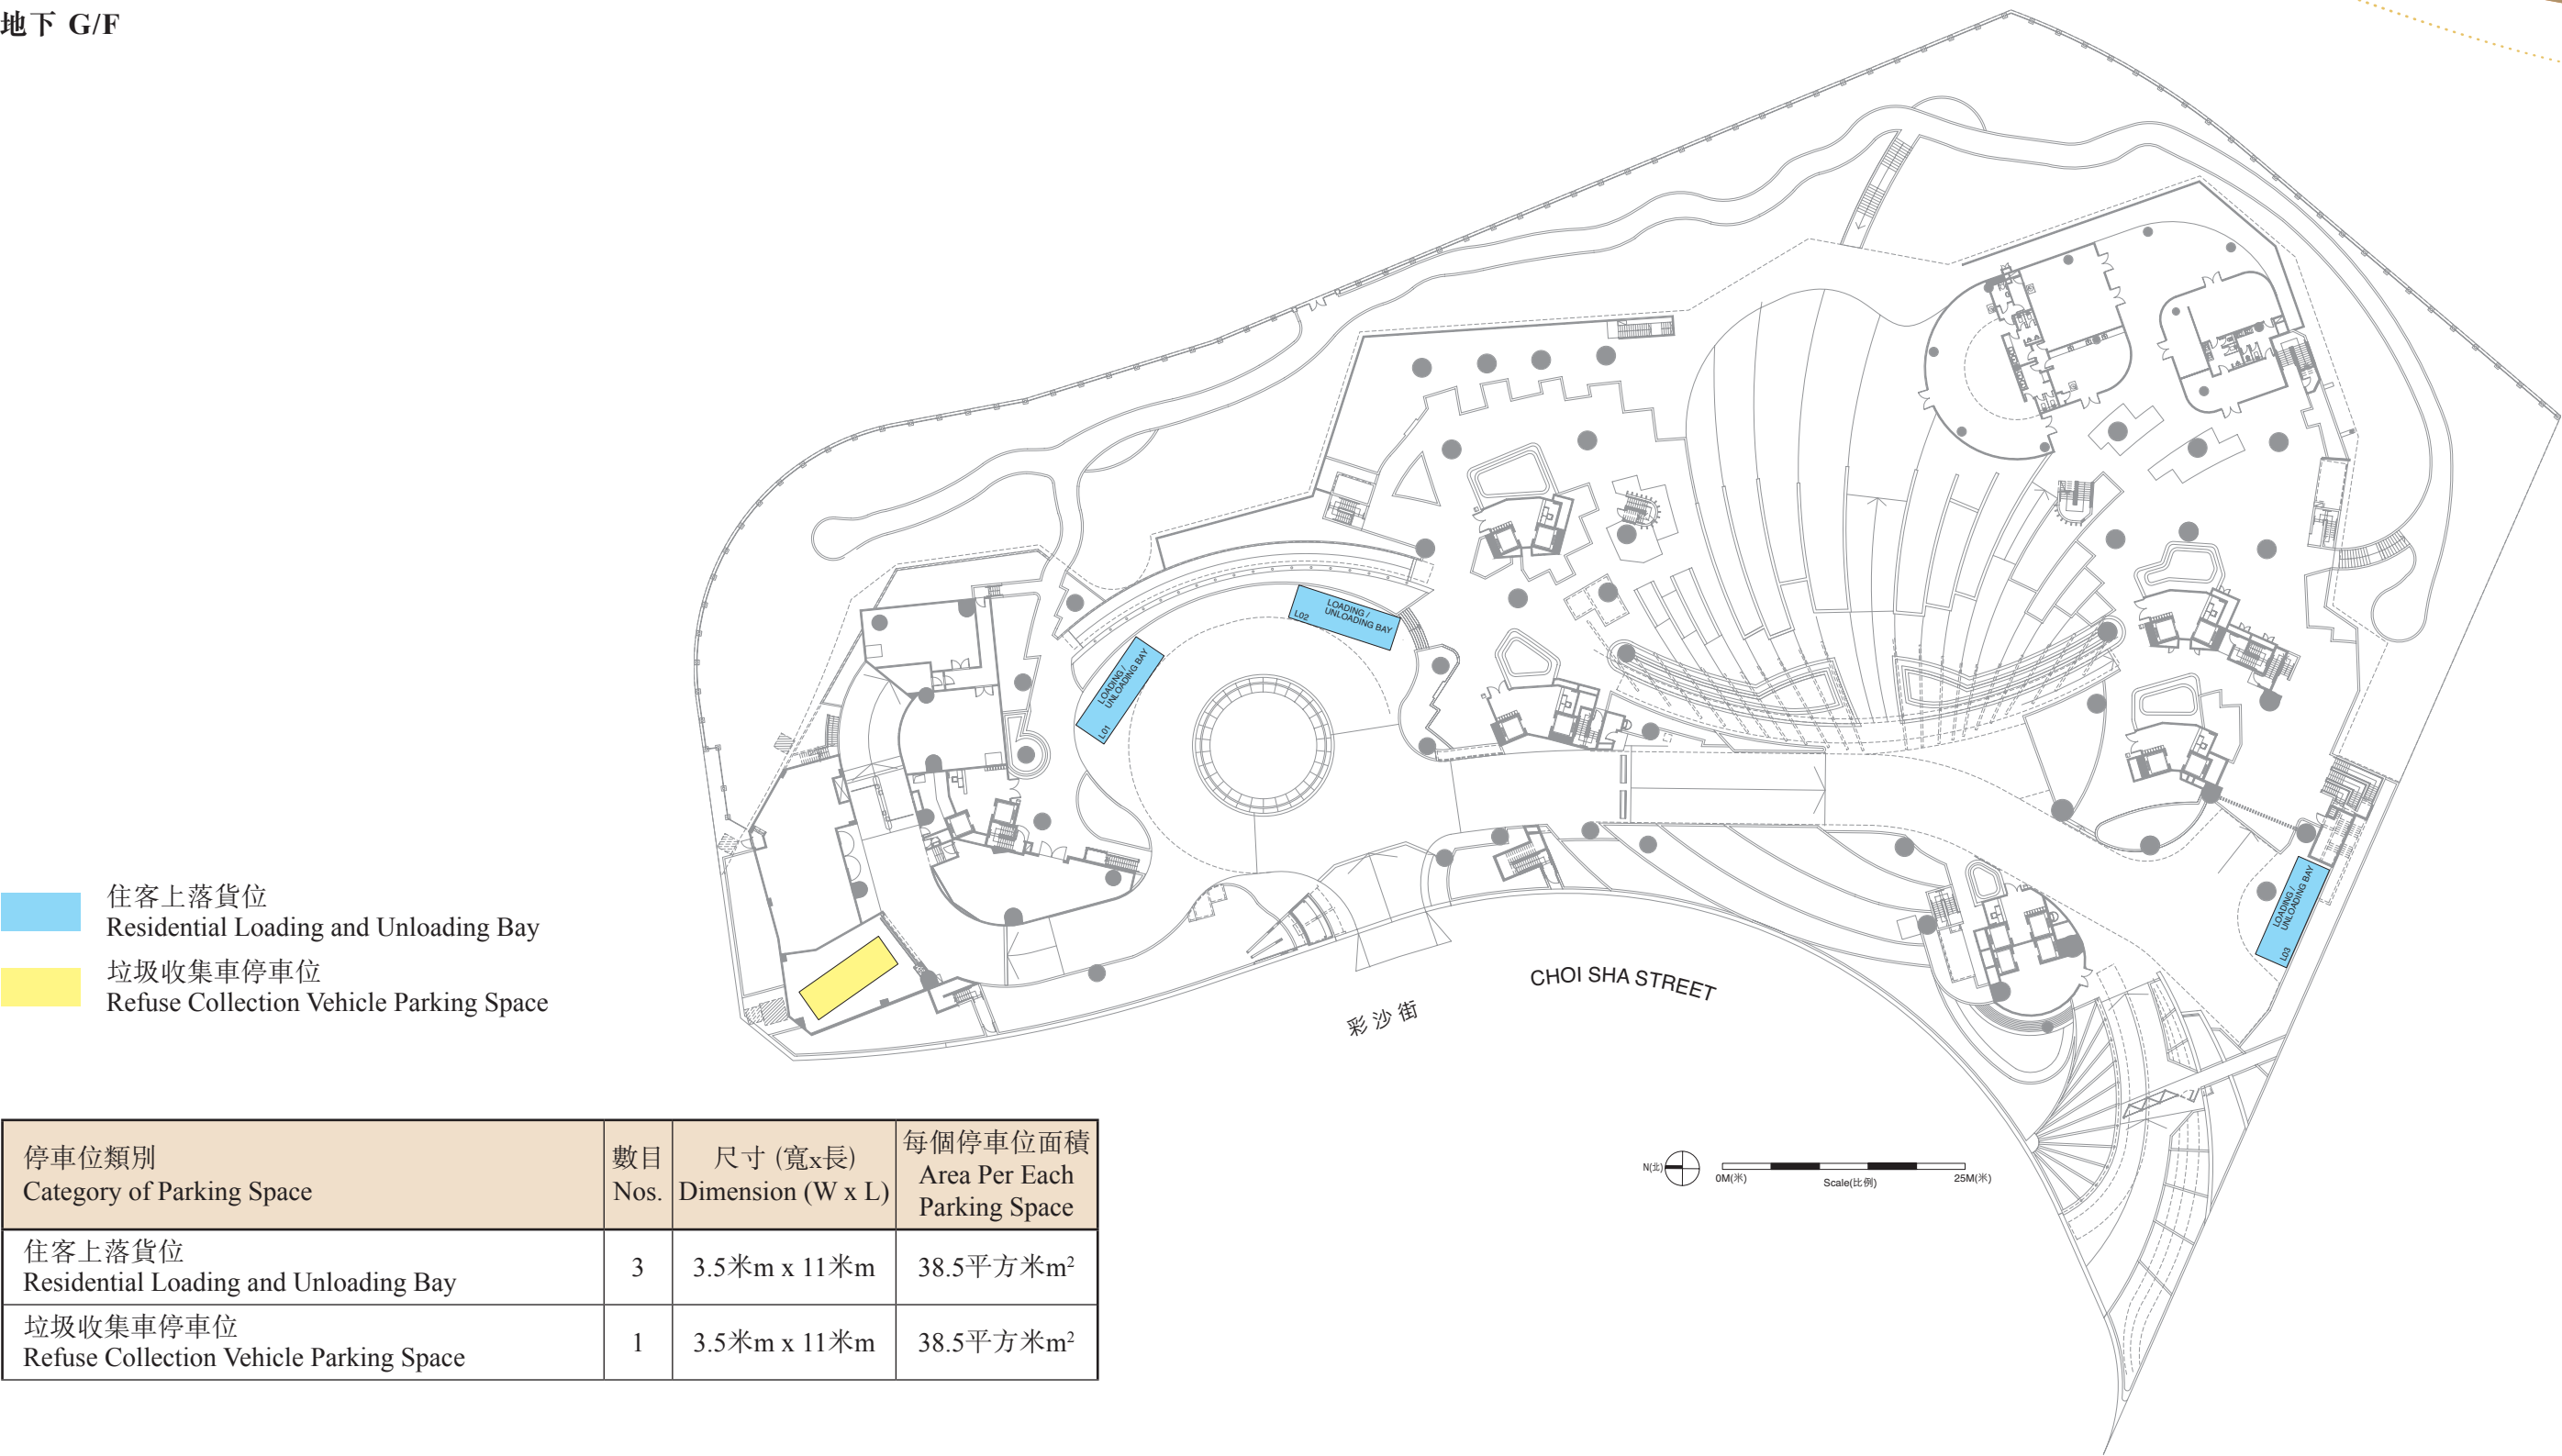 地下 G/F
LOADING /
UNLOADING BAY
L02
LOADING /
UNLOADING BAY
L01
LOADING /
UNLOADING BAY
L03
住客上落貨位
Residential Loading and Unloading Bay
垃圾收集車停車位
Refuse Collection Vehicle Parking Space
CHOI SHA STREET
彩沙街
N(北)
0M(米)
Scale(比例)
25M(米)
停車位類別
Category of Parking Space
數目
Nos.
尺寸 (寬x長)
Dimension (W x L)
每個停車位面積
Area Per Each
Parking Space
住客上落貨位
Residential Loading and Unloading Bay
3
3.5米m x 11米m
38.5平方米m²
垃圾收集車停車位
Refuse Collection Vehicle Parking Space
1
3.5米m x 11米m
38.5平方米m²